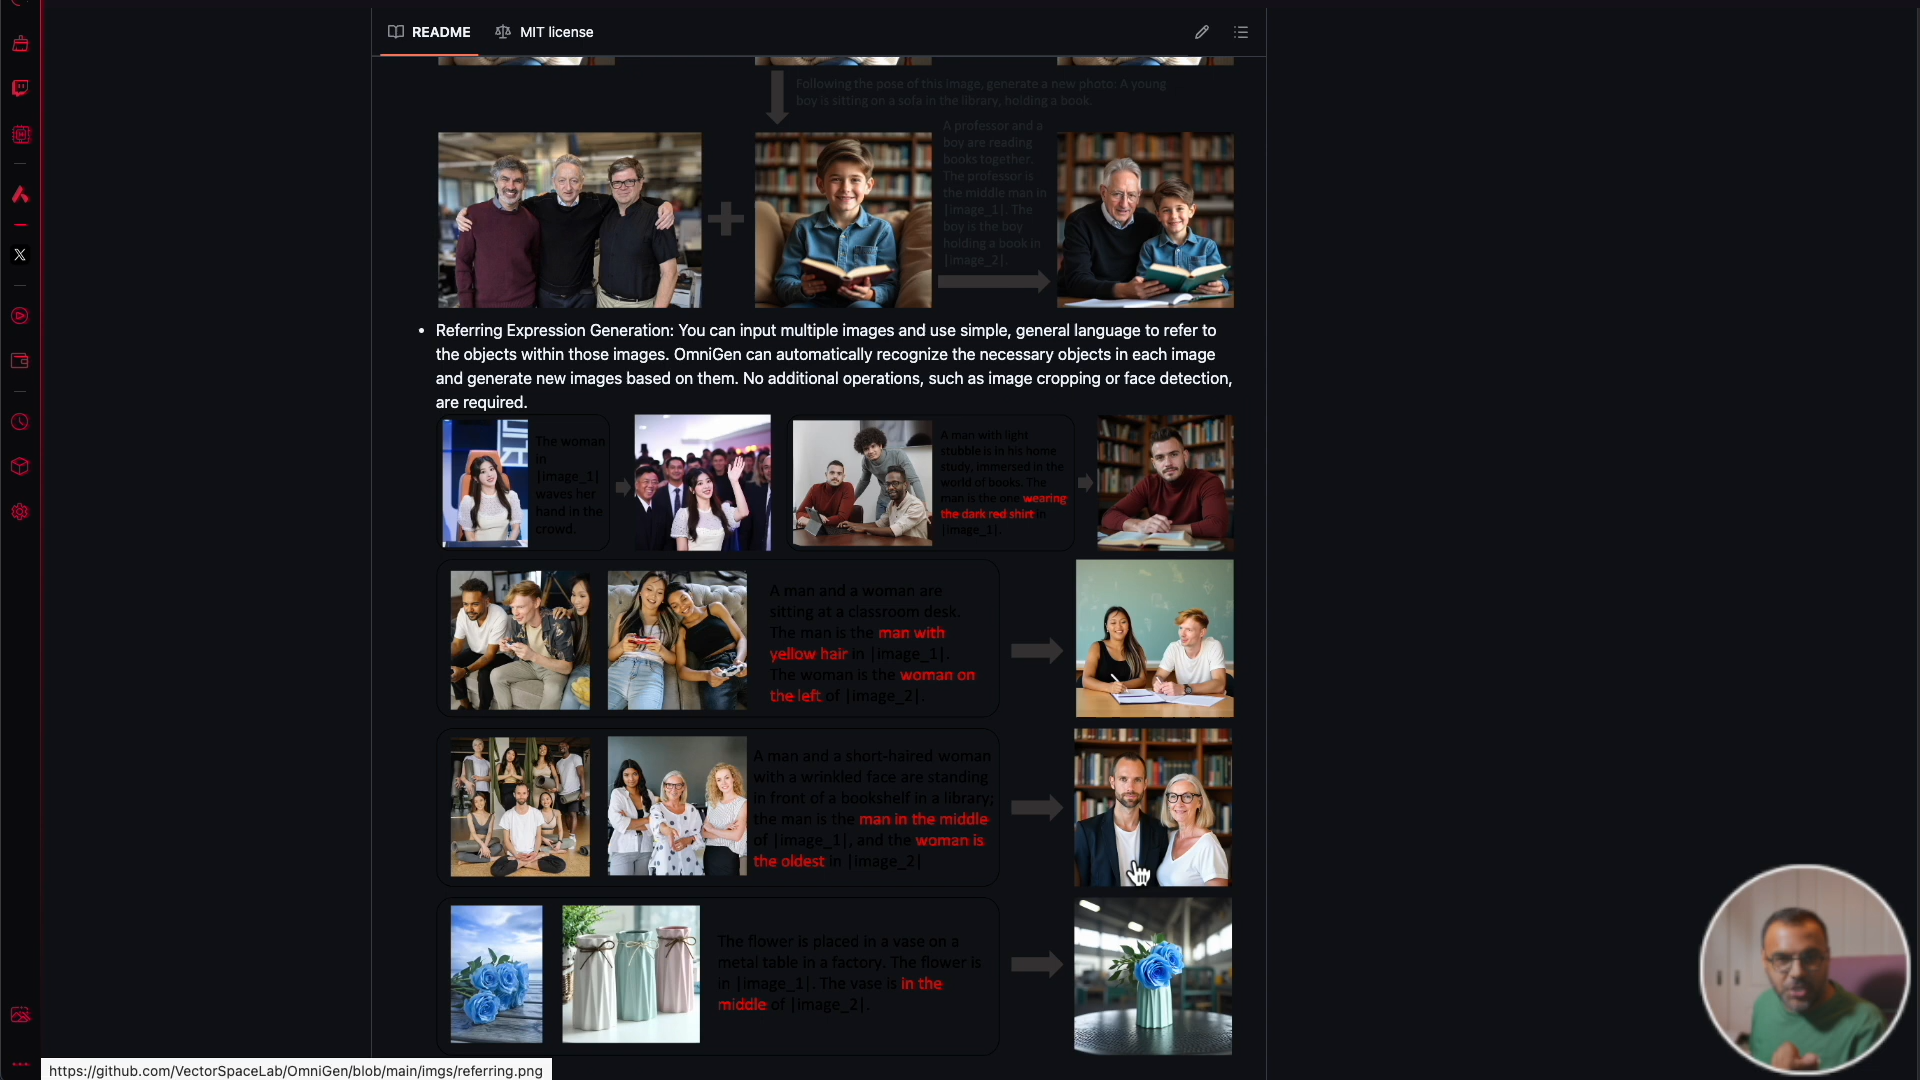 README
MIT license
Following the pose of this image, generate a new photo: A young
boy is sitting on a sofa in the library, holding a book.
A professor and a
boy are reading
books together.
The professor is
the middle man in
|image_1|. The
boy is the boy
holding a book in
|image_2|.
Referring Expression Generation: You can input multiple images and use simple, general language to refer to
the objects within those images. OmniGen can automatically recognize the necessary objects in each image
and generate new images based on them. No additional operations, such as image cropping or face detection,
are required.
The woman
in
|image_1|
waves her
hand in the
crowd.
A man with light
stubble is in his home
study, immersed in the
world of books. The
man is the one wearing
the dark red shirt in
|image_1|.
A man and a woman are
sitting at a classroom desk.
The man is the man with
yellow hair in |image_1|.
The woman is the woman on
the left of |image_2|.
A man and a short-haired woman
with a wrinkled face are standing
in front of a bookshelf in a library;
the man is the man in the middle
of |image_1|, and the woman is
the oldest in |image_2|
The flower is placed in a vase on a
metal table in a factory. The flower is
in |image_1|. The vase is in the
middle of |image_2|.
https://github.com/VectorSpaceLab/OmniGen/blob/main/imgs/referring.png